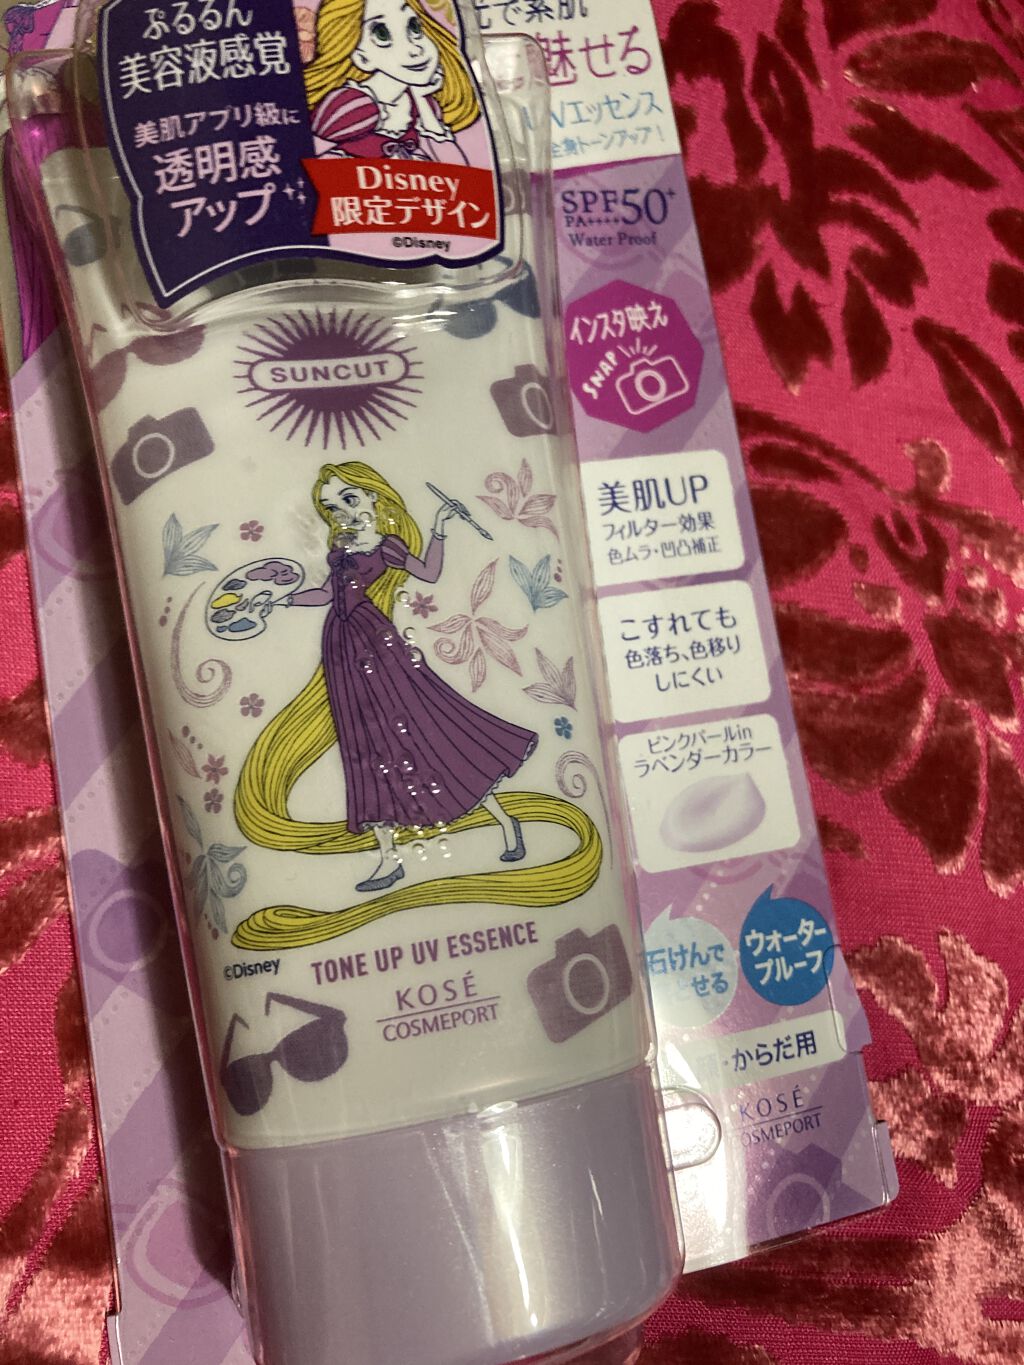 ぷるるん
美容液感覚
美肌アプリ級に
透明感
アップ
Disney
限定デザイン
©Disney
で素肌
魅せる
UVエッセンス
全身トーンアップ!
SPF50+
PA++++
Water Proof
インスタ映え
SNAP
SUNCUT
美肌UP
フィルター効果
色ムラ・凹凸補正
こすれても
色落ち、色移り
しにくい
ピンクパールin
ラベンダーカラー
石けんで
せる
ウォーター
プルーフ
・からだ用
©Disney
TONE UP UV ESSENCE
KOSÉ
COSMEPORT
KOSÉ
COSMEPORT